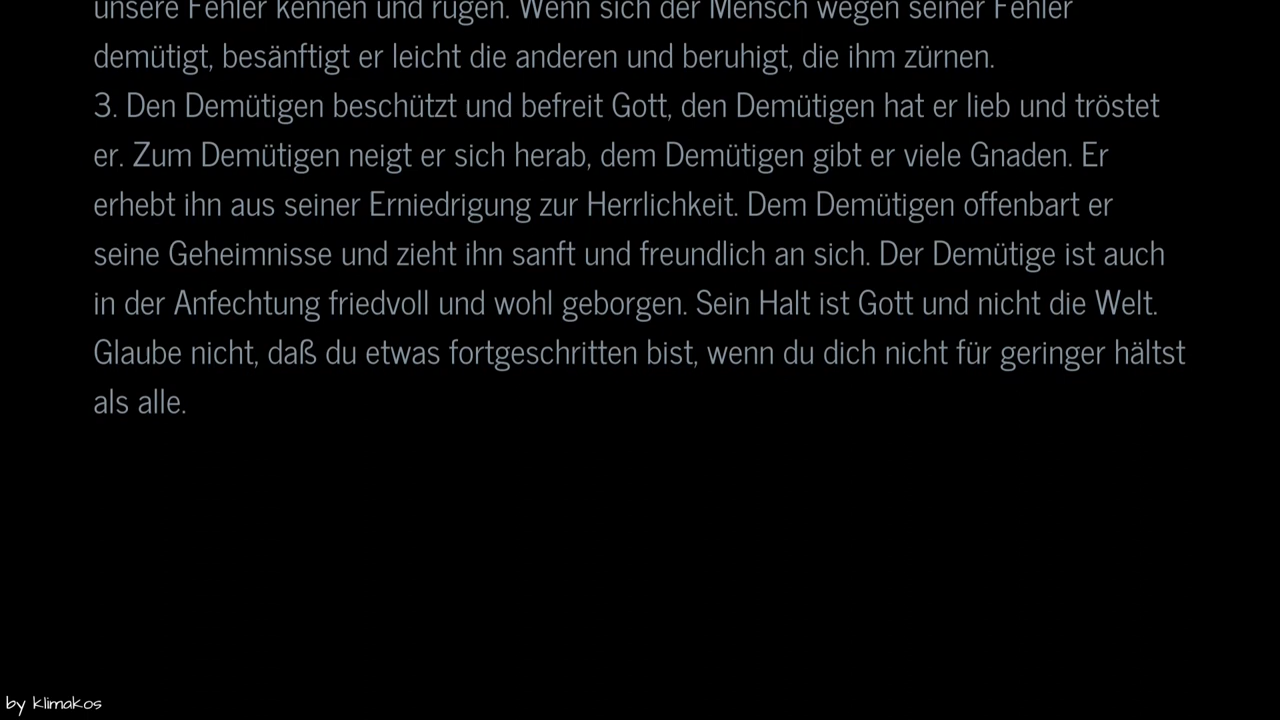 unsere Fehler kennen und rügen. Wenn sich der Mensch wegen seiner Fehler
demütigt, besänftigt er leicht die anderen und beruhigt, die ihm zürnen.
3. Den Demütigen beschützt und befreit Gott, den Demütigen hat er lieb und tröstet
er. Zum Demütigen neigt er sich herab, dem Demütigen gibt er viele Gnaden. Er
erhebt ihn aus seiner Erniedrigung zur Herrlichkeit. Dem Demütigen offenbart er
seine Geheimnisse und zieht ihn sanft und freundlich an sich. Der Demütige ist auch
in der Anfechtung friedvoll und wohl geborgen. Sein Halt ist Gott und nicht die Welt.
Glaube nicht, daß du etwas fortgeschritten bist, wenn du dich nicht für geringer hältst
als alle.
by klimakos